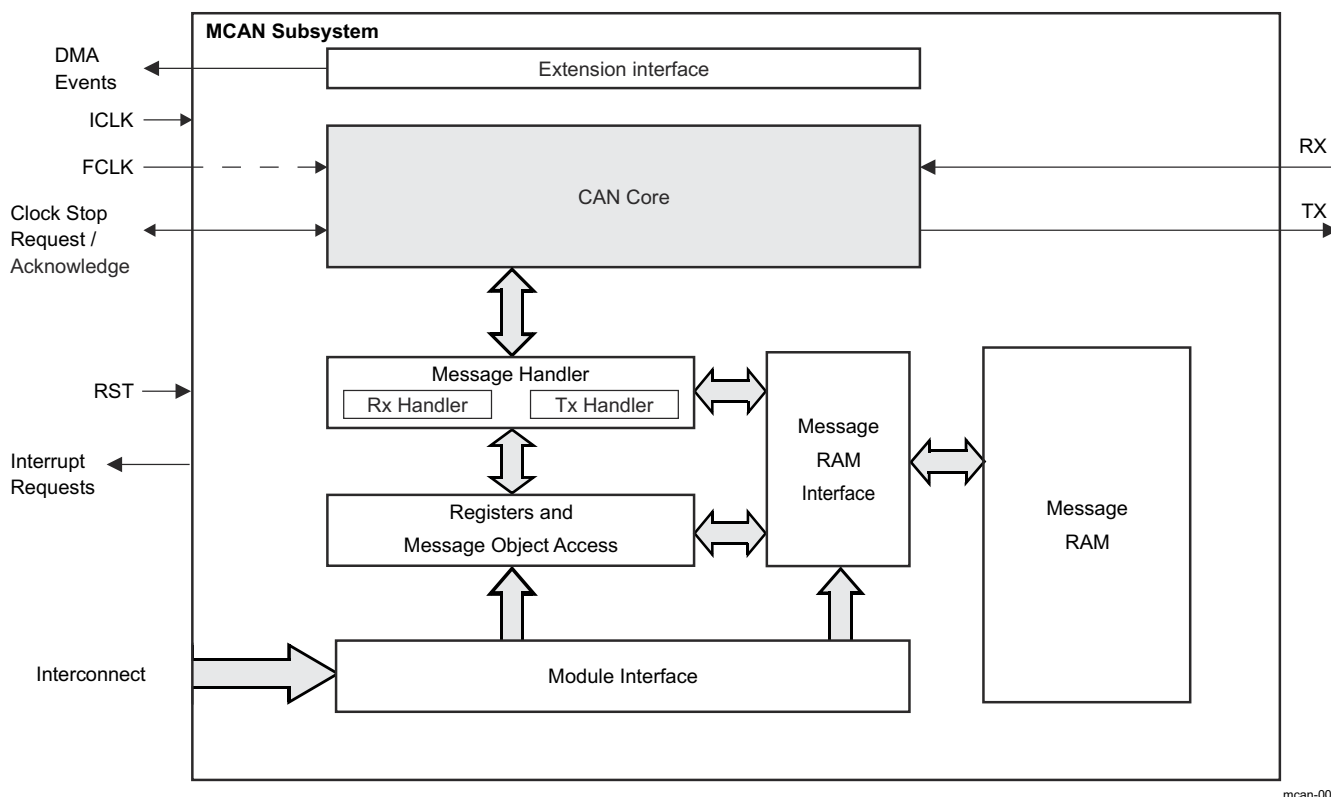 MCAN Subsystem
DMA
Events
Extension interface
ICLK
FCLK
RX
CAN Core
Clock Stop
Request /
Acknowledge
TX
Message Handler
RST
Rx Handler
Tx Handler
Message
RAM
Interface
Interrupt
Requests
Registers and
Message Object Access
Message
RAM
Interconnect
Module Interface
mcan-00